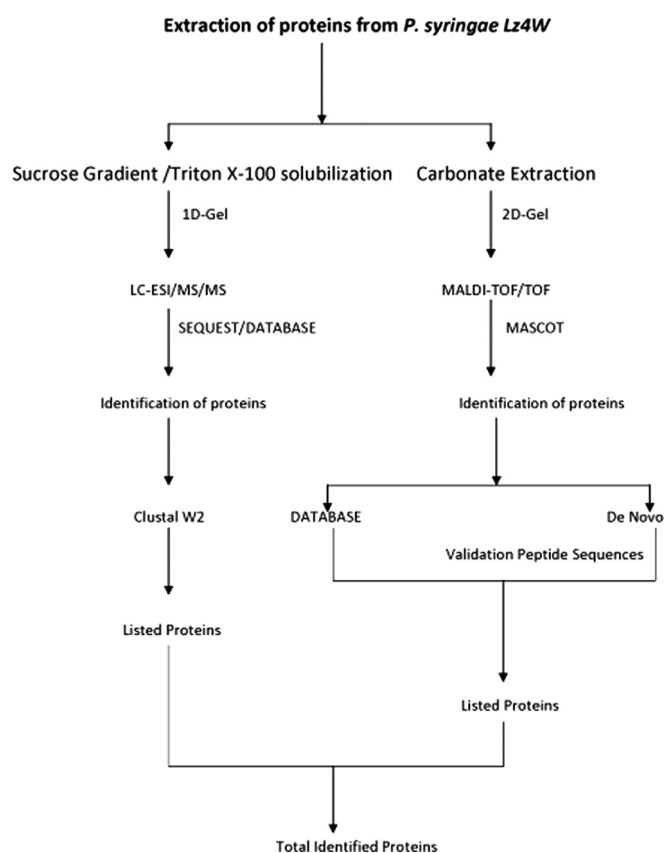 Extraction of proteins from P. syringae Lz4W
Sucrose Gradient /Triton X-100 solubilization
Carbonate Extraction
1D-Gel
2D-Gel
LC-ESI/MS/MS
MALDI-TOF/TOF
SEQUEST/DATABASE
MASCOT
Identification of proteins
Identification of proteins
Clustal W2
DATABASE
De Novo
Validation Peptide Sequences
Listed Proteins
Listed Proteins
Total Identified Proteins